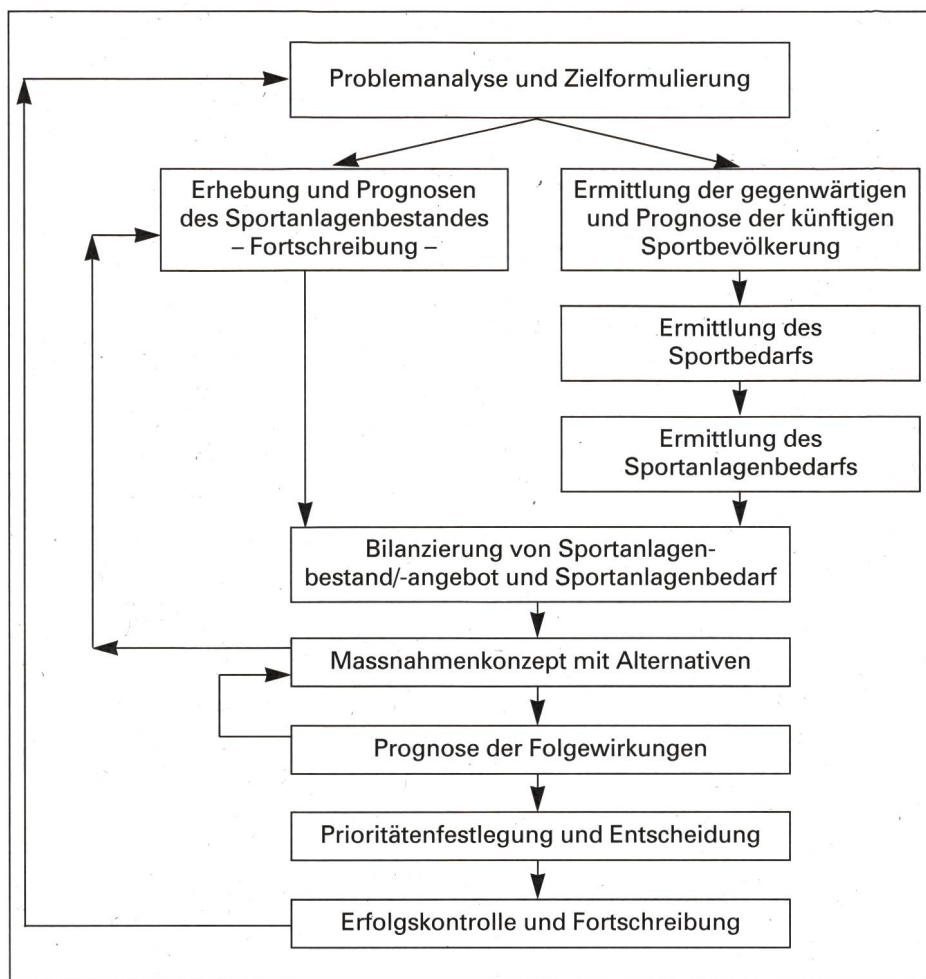 Problemanalyse und Zielformulierung
Erhebung und Prognosen
des Sportanlagenbestandes
– Fortschreibung –
Ermittlung der gegenwärtigen
und Prognose der künftigen
Sportbevölkerung
Ermittlung des
Sportbedarfs
Ermittlung des
Sportanlagenbedarfs
Bilanzierung von Sportanlagen-
bestand/-angebot und Sportanlagenbedarf
Massnahmenkonzept mit Alternativen
Prognose der Folgewirkungen
Prioritätenfestlegung und Entscheidung
Erfolgskontrolle und Fortschreibung